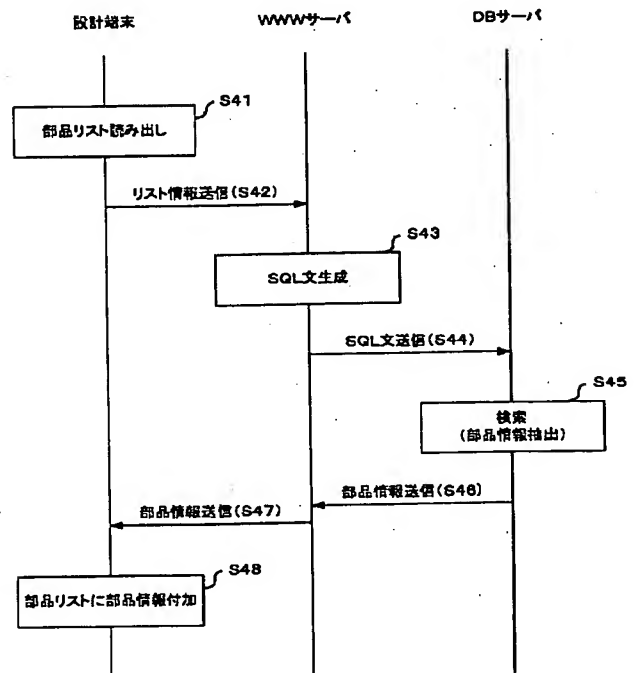 設計端末
WWWサーバ
DBサーバ
S41
部品リスト読み出し
リスト情報送信(S42)
S43
SQL文生成
SQL文送信(S44)
S45
検索
(部品情報抽出)
部品情報送信(S46)
部品情報送信(S47)
S48
部品リストに部品情報付加